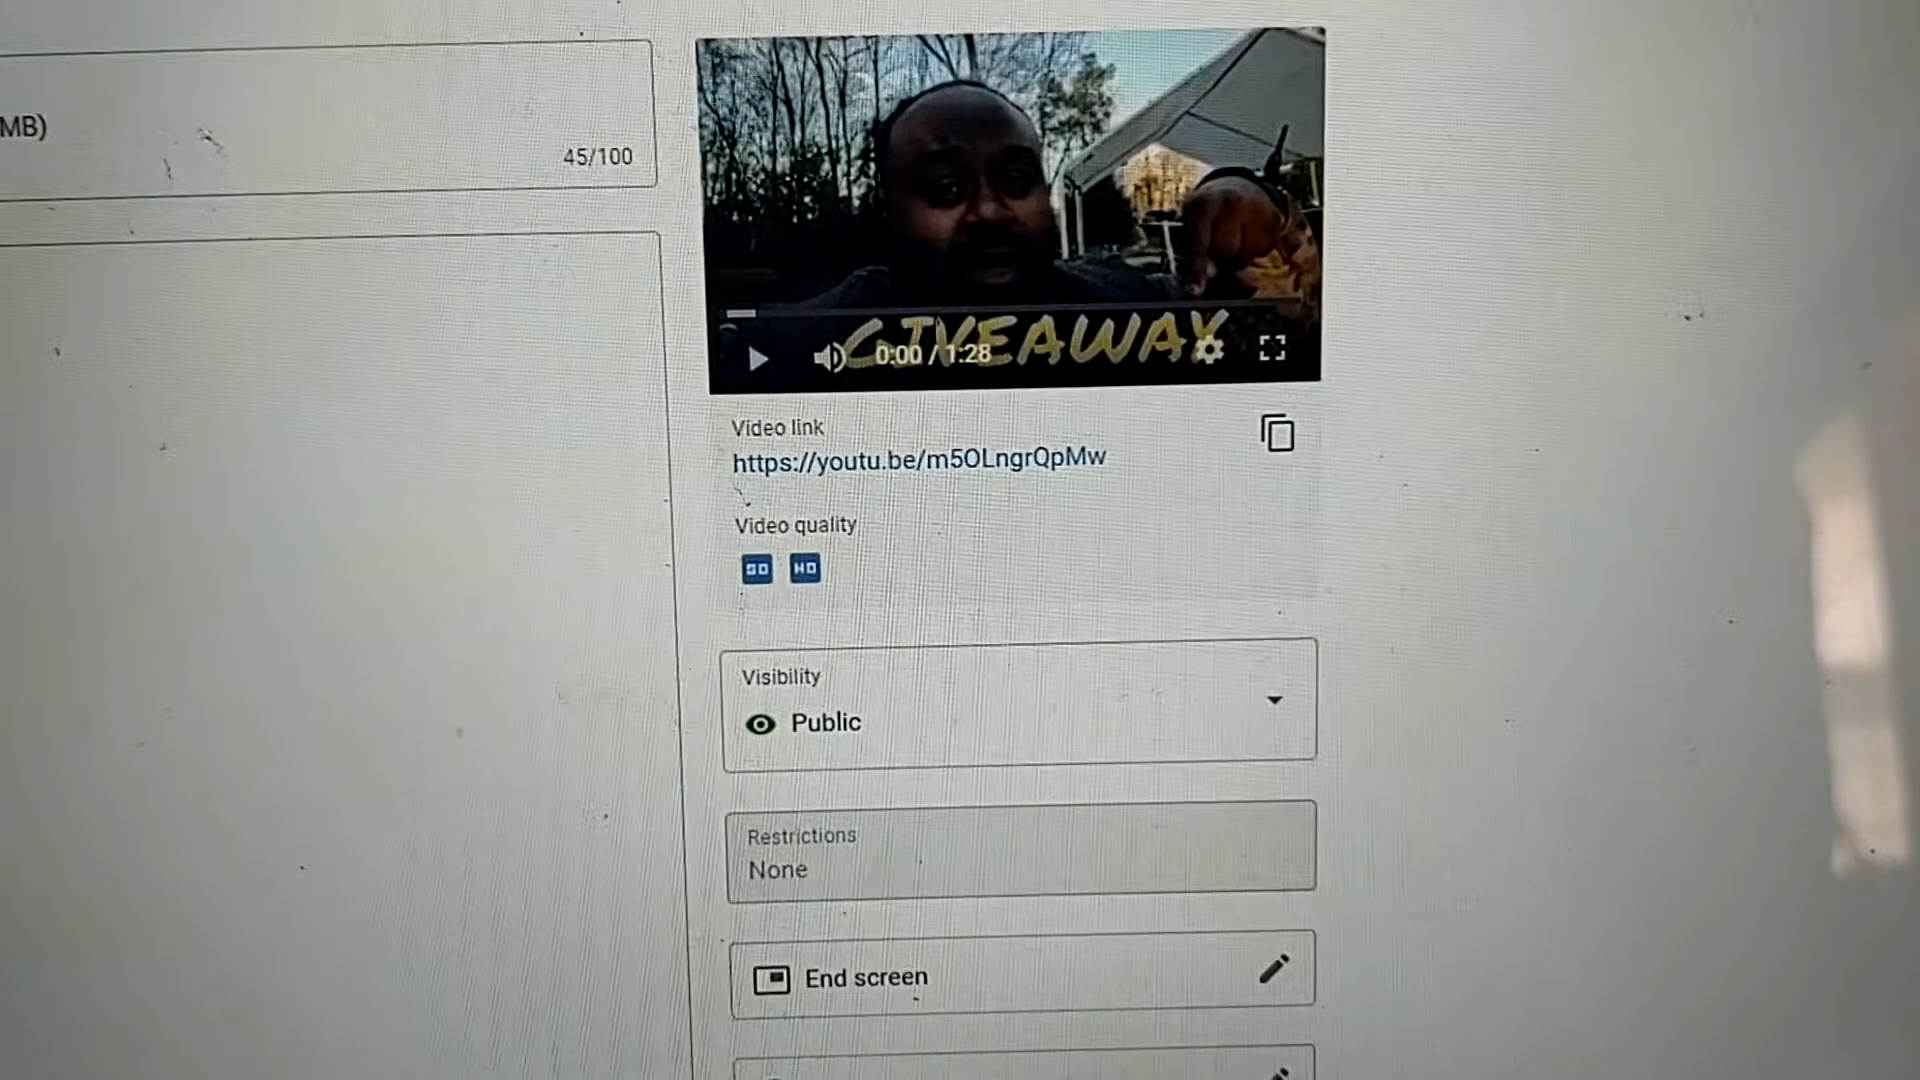 MB)
45/100
GIVEAWAY
0:00 / 1:28
Video link
https://youtu.be/m5OLngrQpMw
Video quality
SD HD
Visibility
Public
Restrictions
None
End screen